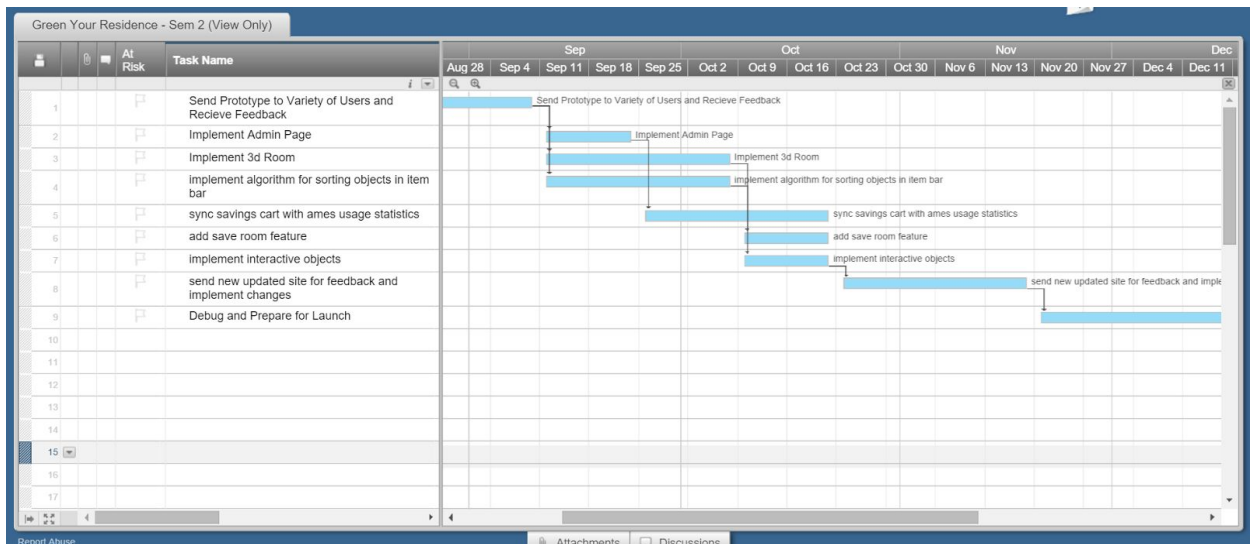 Green Your Residence - Sem 2 (View Only)
At
Risk
Task Name
Sep
Oct
Nov
Dec
Aug 28
Sep 4
Sep 11
Sep 18
Sep 25
Oct 2
Oct 9
Oct 16
Oct 23
Oct 30
Nov 6
Nov 13
Nov 20
Nov 27
Dec 4
Dec 11
i
1
Send Prototype to Variety of Users and
Recieve Feedback
Send Prototype to Variety of Users and Recieve Feedback
2
Implement Admin Page
Implement Admin Page
3
Implement 3d Room
Implement 3d Room
4
implement algorithm for sorting objects in item
bar
implement algorithm for sorting objects in item bar
5
sync savings cart with ames usage statistics
sync savings cart with ames usage statistics
6
add save room feature
add save room feature
7
implement interactive objects
implement interactive objects
8
send new updated site for feedback and
implement changes
send new updated site for feedback and imple
9
Debug and Prepare for Launch
10
11
12
13
14
15
16
17
Report Abuse
Attachments
Discussions